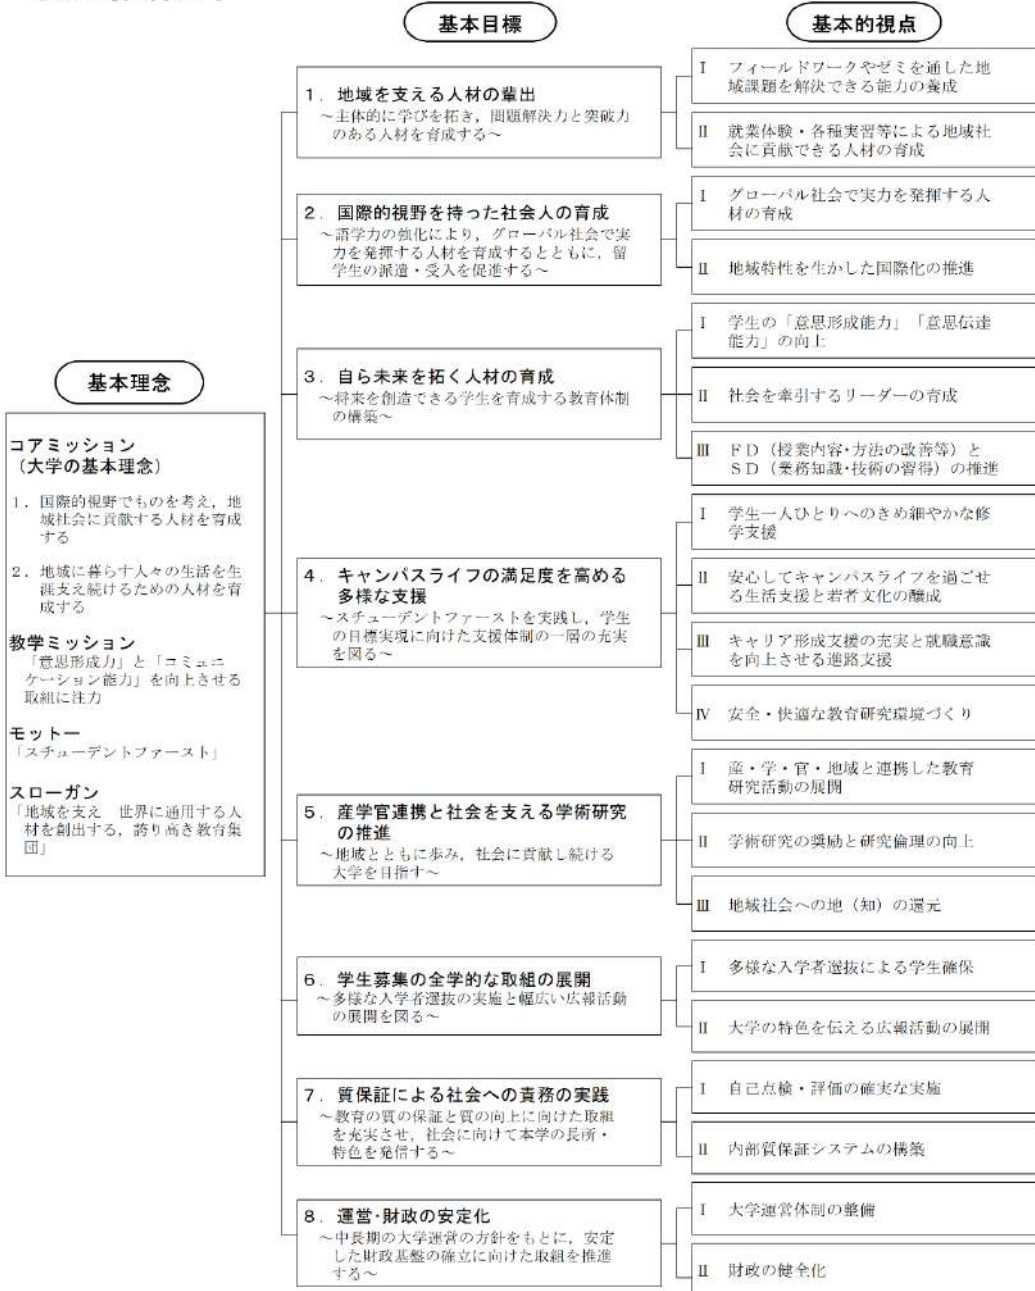 基本目標
基本的視点
基本理念
コアミッション
（大学の基本理念）
１．国際的視野でものを考え，地
域社会に貢献する人材を育成
する
２．地域に暮らす人々の生活を生
涯支え続けるための人材を育
成する
教学ミッション
「意思形成力」と「コミュニ
ケーション能力」を向上させる
取組に注力
モットー
「スチューデントファースト」
スローガン
「地域を支え　世界に通用する人
材を創出する，誇り高き教育集
団」
１．地域を支える人材の輩出
～主体的に学びを拓き，問題解決力と突破力
のある人材を育成する～
Ⅰ　フィールドワークやゼミを通した地
域課題を解決できる能力の養成
Ⅱ　就業体験・各種実習等による地域社
会に貢献できる人材の育成
２．国際的視野を持った社会人の育成
～語学力の強化により，グローバル社会で実
力を発揮する人材を育成するとともに，留
学生の派遣・受入を促進する～
Ⅰ　グローバル社会で実力を発揮する人
材の育成
Ⅱ　地域特性を生かした国際化の推進
３．自ら未来を拓く人材の育成
～将来を創造できる学生を育成する教育体制
の構築～
Ⅰ　学生の「意思形成能力」「意思伝達
能力」の向上
Ⅱ　社会を牽引するリーダーの育成
Ⅲ　ＦＤ（授業内容・方法の改善等）と
ＳＤ（業務知識・技術の習得）の推進
４．キャンパスライフの満足度を高める
多様な支援
～スチューデントファーストを実践し，学生
の目標実現に向けた支援体制の一層の充実
を図る～
Ⅰ　学生一人ひとりへのきめ細やかな修
学支援
Ⅱ　安心してキャンパスライフを過ごせ
る生活支援と若者文化の醸成
Ⅲ　キャリア形成支援の充実と就職意識
を向上させる進路支援
Ⅳ　安全・快適な教育研究環境づくり
５．産学官連携と社会を支える学術研究
の推進
～地域とともに歩み，社会に貢献し続ける
大学を目指す～
Ⅰ　産・学・官・地域と連携した教育
研究活動の展開
Ⅱ　学術研究の奨励と研究倫理の向上
Ⅲ　地域社会への地（知）の還元
６．学生募集の全学的な取組の展開
～多様な入学者選抜の実施と幅広い広報活動
の展開を図る～
Ⅰ　多様な入学者選抜による学生確保
Ⅱ　大学の特色を伝える広報活動の展開
７．質保証による社会への責務の実践
～教育の質の保証と質の向上に向けた取組
を充実させ，社会に向けて本学の長所・
特色を発信する～
Ⅰ　自己点検・評価の確実な実施
Ⅱ　内部質保証システムの構築
８．運営・財政の安定化
～中長期の大学運営の方針をもとに，安定
した財政基盤の確立に向けた取組を推進
する～
Ⅰ　大学運営体制の整備
Ⅱ　財政の健全化